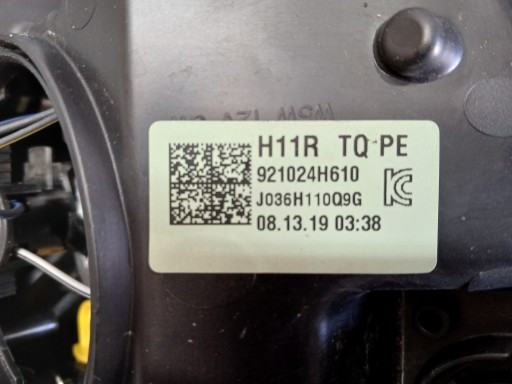 H11R TQ PE
921024H610
J036H110Q9G
08.13.19 03:38